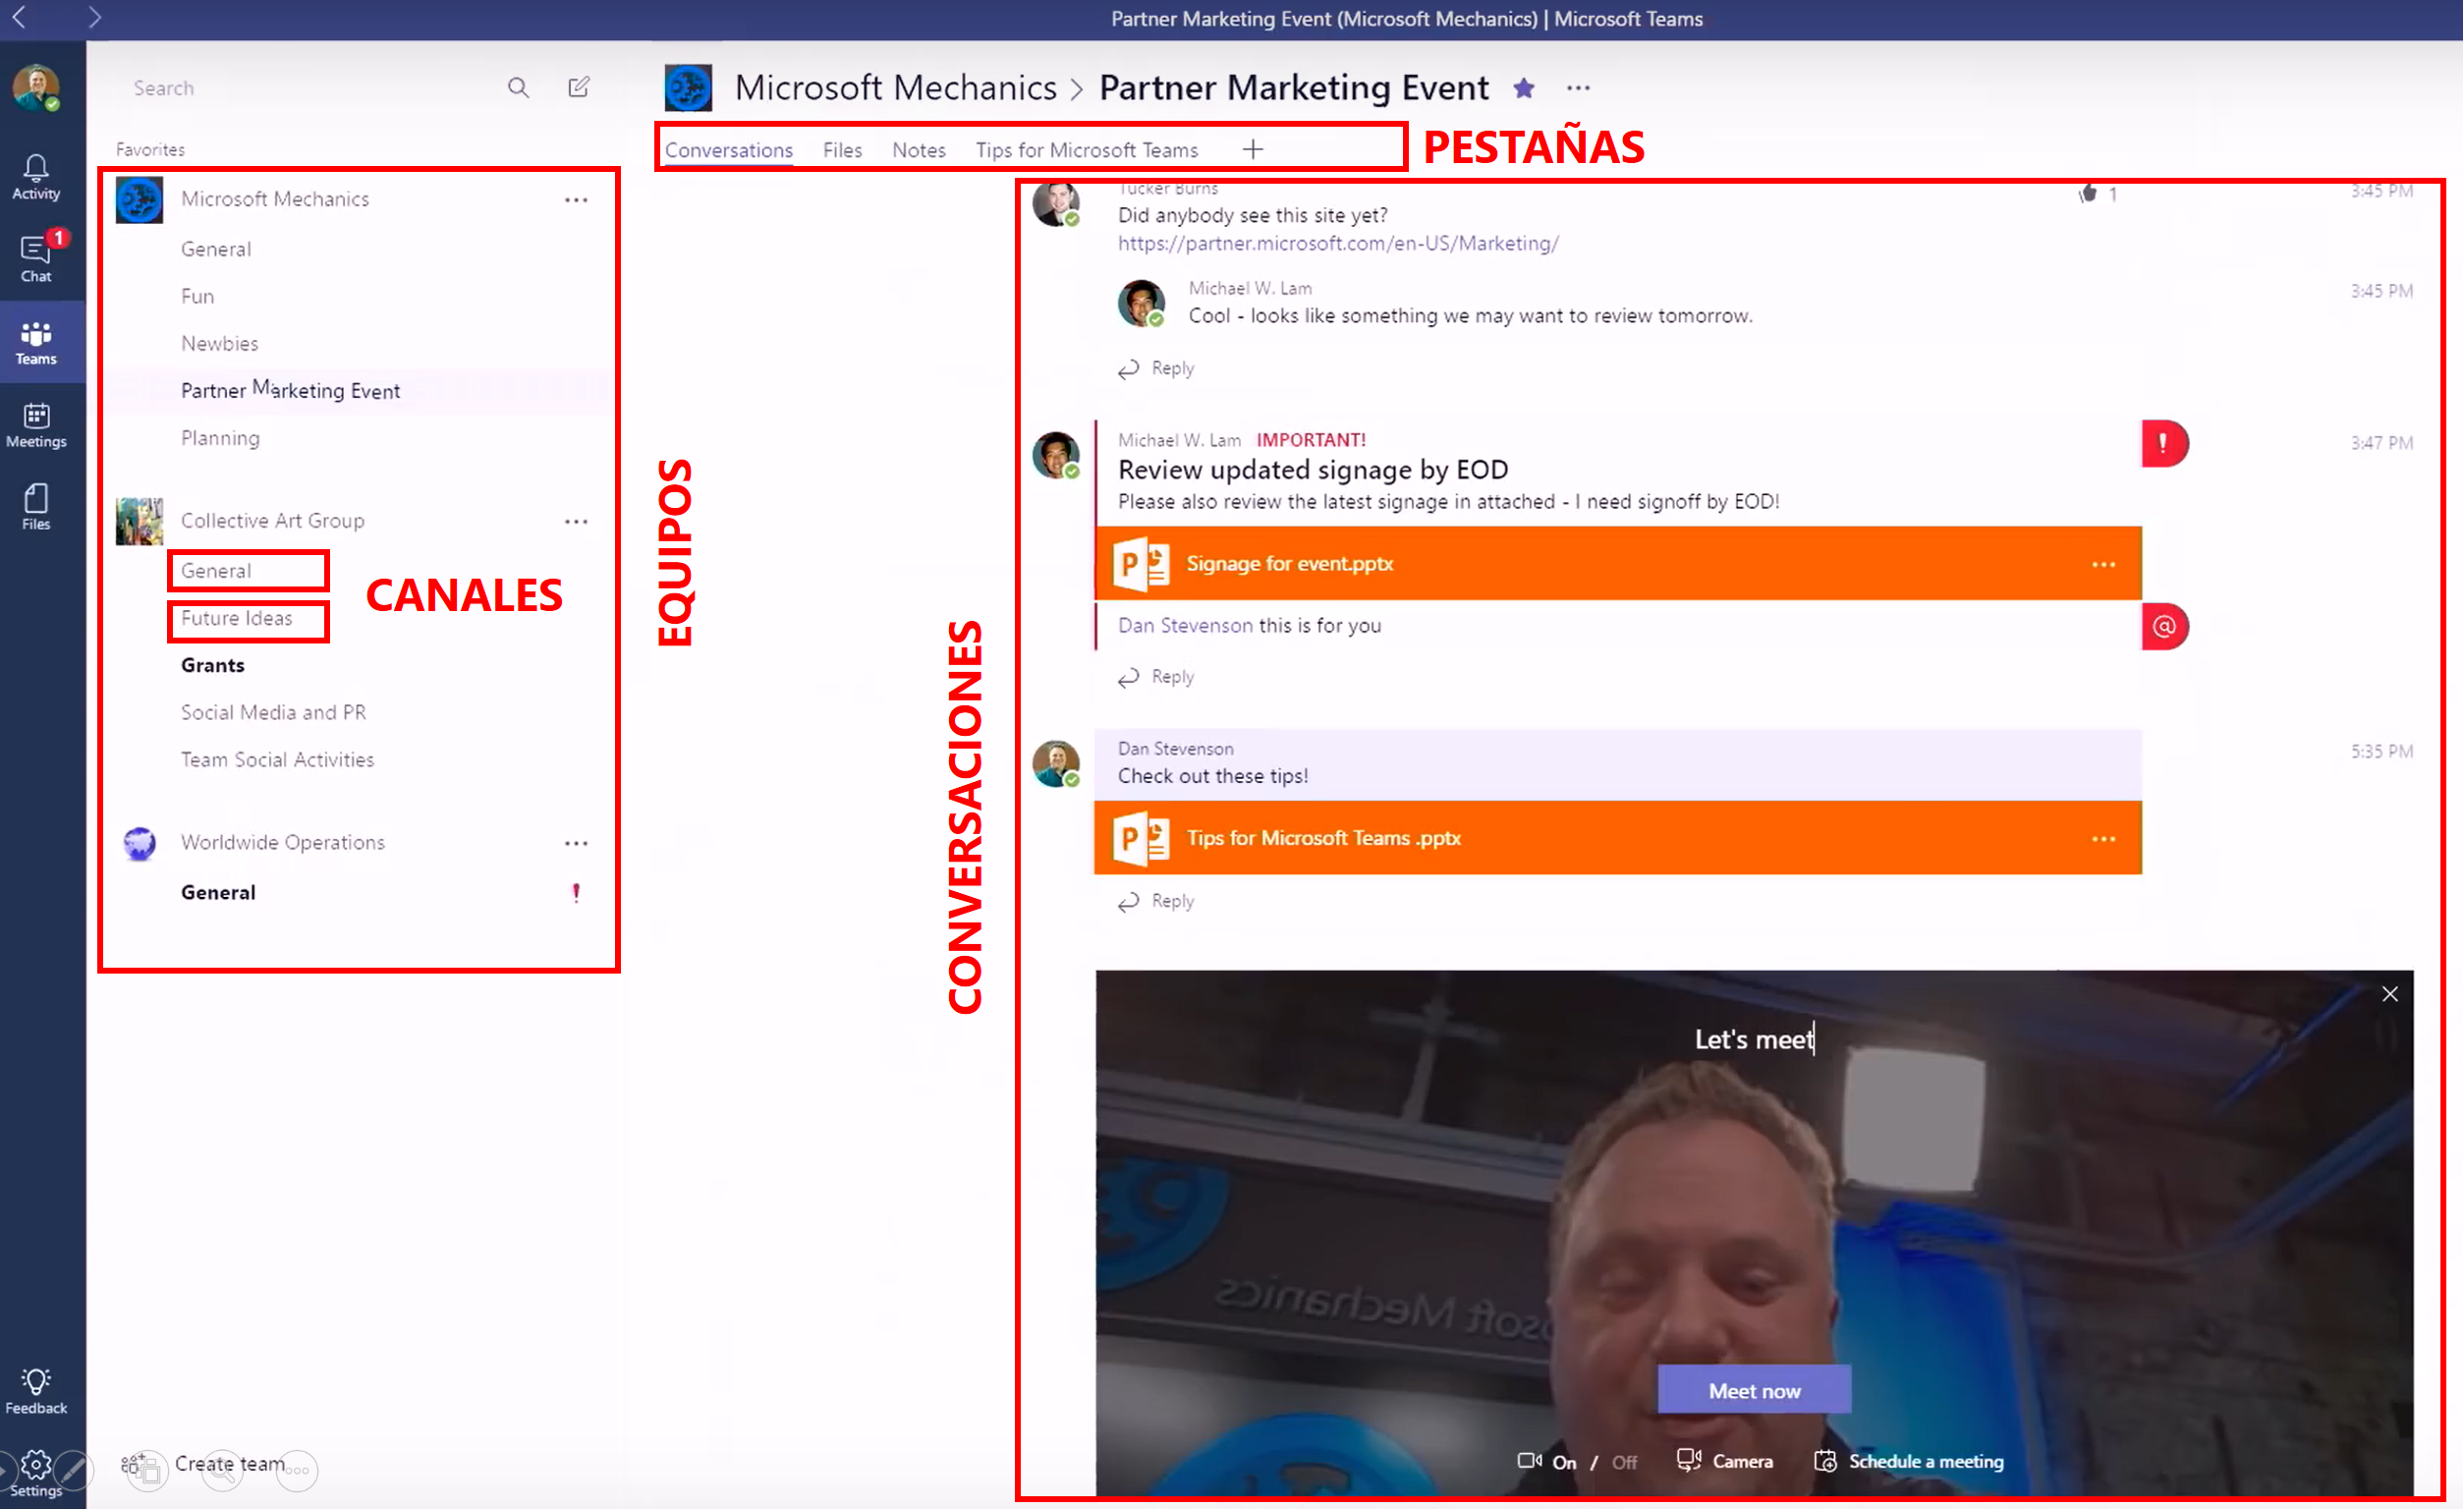 Partner Marketing Event (Microsoft Mechanics) | Microsoft Teams
Search
Microsoft Mechanics > Partner Marketing Event
Favorites
Conversations Files Notes Tips for Microsoft Teams
PESTAÑAS
Activity
Chat
1
Teams
Meetings
Files
Feedback
Settings
Microsoft Mechanics
General
Fun
Newbies
Partner Marketing Event
Planning
Collective Art Group
General
Future Ideas
CANALES
Grants
Social Media and PR
Team Social Activities
Worldwide Operations
General
Create team
EQUIPOS
CONVERSACIONES
Tucker Burns
1
3:45 PM
Did anybody see this site yet?
https://partner.microsoft.com/en-US/Marketing/
Michael W. Lam
3:45 PM
Cool - looks like something we may want to review tomorrow.
Reply
Michael W. Lam IMPORTANT!
3:47 PM
Review updated signage by EOD
Please also review the latest signage in attached - I need signoff by EOD!
Signage for event.pptx
Dan Stevenson this is for you
Reply
Dan Stevenson
5:35 PM
Check out these tips!
Tips for Microsoft Teams .pptx
Reply
Let's meet
osoft Mechanics
Meet now
On / Off
Camera
Schedule a meeting